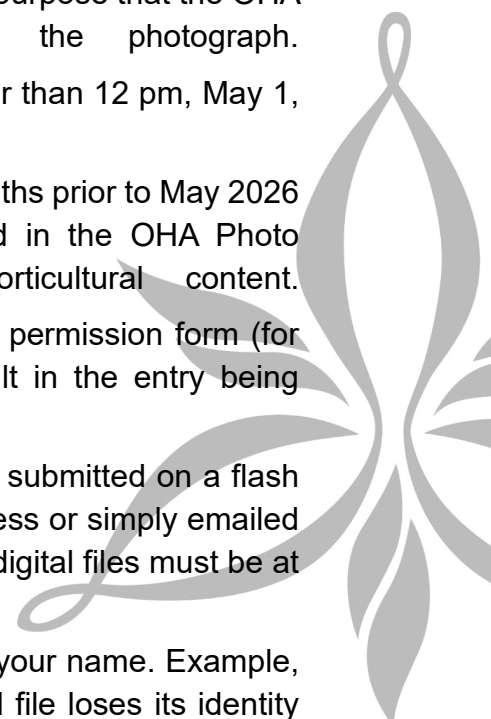 purpose that the OHA
the photograph.
r than 12 pm, May 1,
ths prior to May 2026
d in the OHA Photo
orticultural content.
permission form (for
lt in the entry being
submitted on a flash
ess or simply emailed
digital files must be at
your name. Example,
l file loses its identity